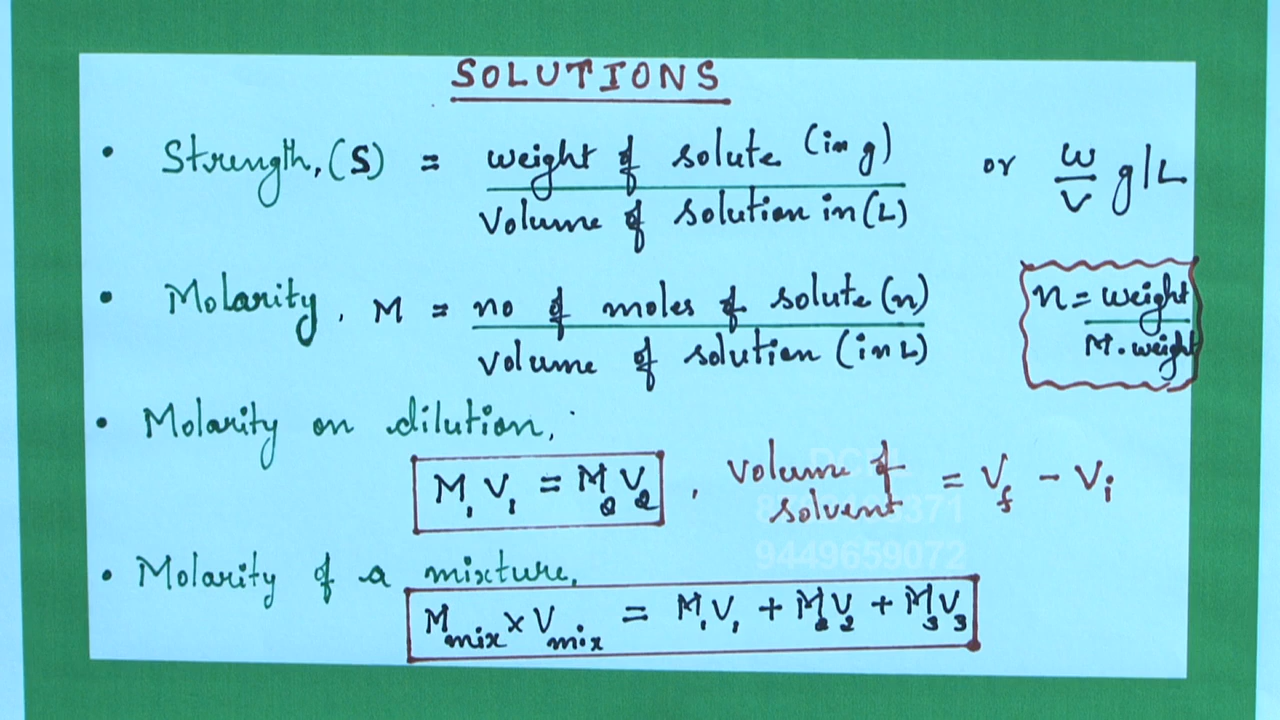 SOLUTIONS
• Strength, (S) = weight of solute (in g) / Volume of solution in (L) or w/V g/L
• Molarity, M = no of moles of solute (n) / volume of solution (in L)
n = weight / M. weight
• Molarity on dilution,
M₁V₁ = M₂V₂ , Volume of solvent = Vf - Vi
9449659072
• Molarity of a mixture,
Mmix x Vmix = M₁V₁ + M₂V₂ + M₃V₃